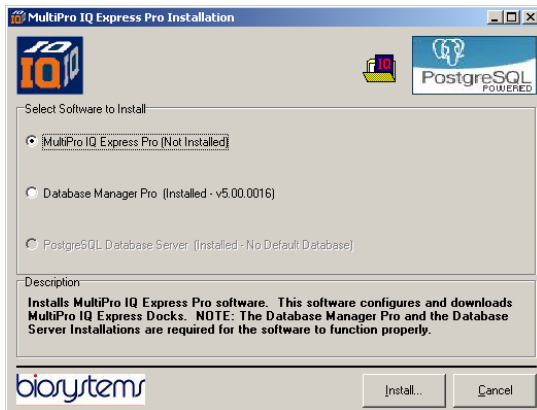 MultiPro IQ Express Pro Installation
IQ
IQ
PostgreSQL
POWERED
Select Software to Install
MultiPro IQ Express Pro (Not Installed)
Database Manager Pro (Installed - v5.00.0016)
PostgreSQL Database Server (Installed - No Default Database)
Description
Installs MultiPro IQ Express Pro software. This software configures and downloads
MultiPro IQ Express Docks. NOTE: The Database Manager Pro and the Database
Server Installations are required for the software to function properly.
biosystems
Install...
Cancel